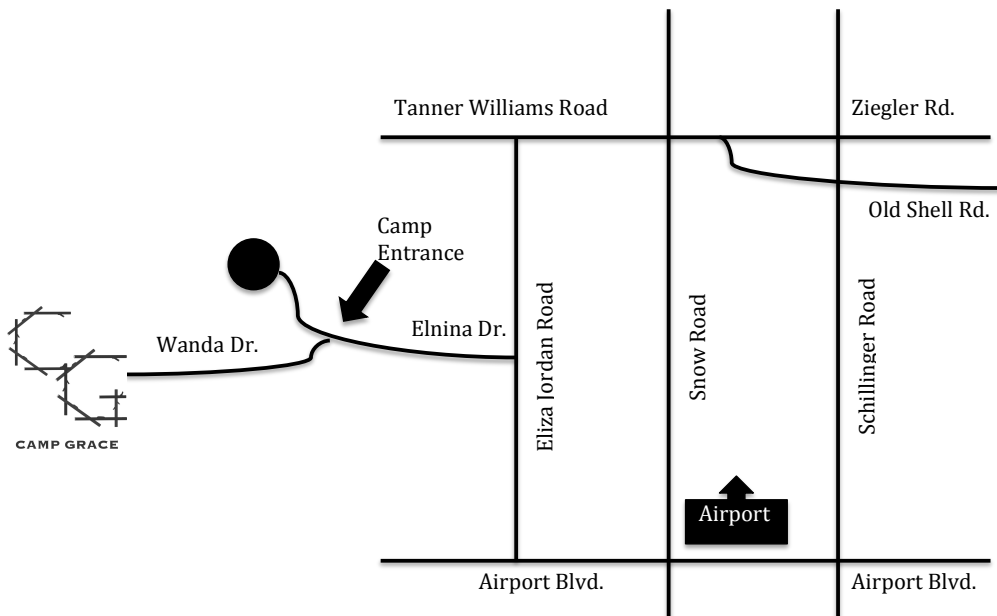 Tanner Williams Road
Ziegler Rd.
Old Shell Rd.
Camp
Entrance
Elnina Dr.
Wanda Dr.
Eliza Jordan Road
Snow Road
Schillinger Road
CAMP GRACE
Airport
Airport Blvd.
Airport Blvd.